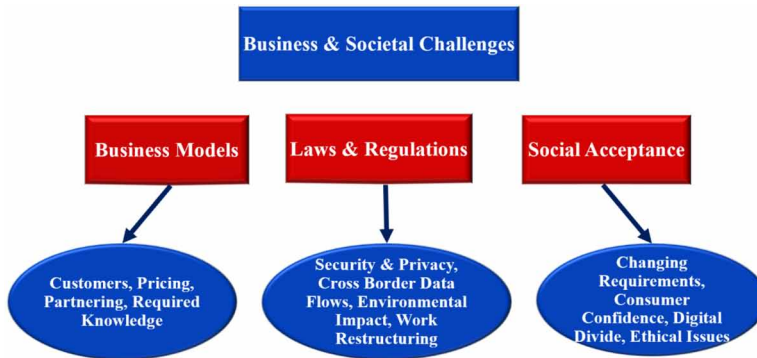 Business & Societal Challenges
Business Models
Laws & Regulations
Social Acceptance
Customers, Pricing,
Partnering, Required
Knowledge
Security & Privacy,
Cross Border Data
Flows, Environmental
Impact, Work
Restructuring
Changing
Requirements,
Consumer
Confidence, Digital
Divide, Ethical Issues